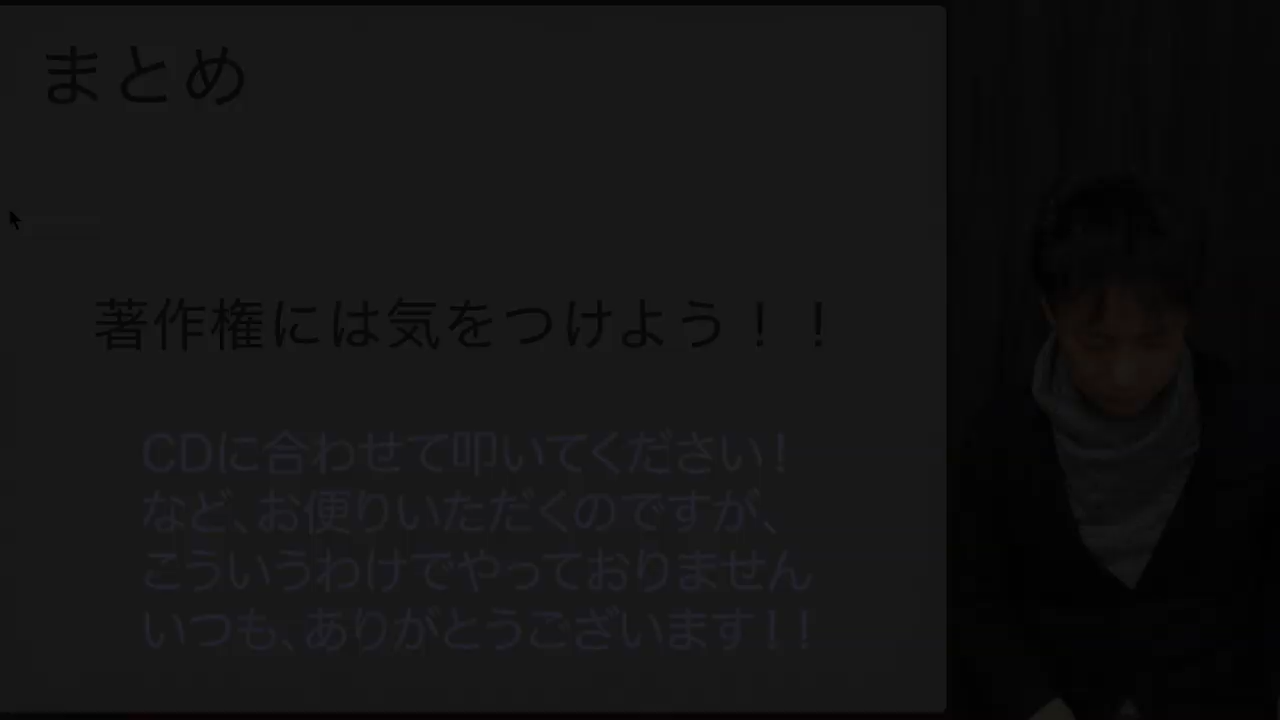 まとめ
著作権には気をつけよう！！
CDに合わせて叩いてください！
など、お便りいただくのですが、
こういうわけでやっておりません
いつも、ありがとうございます！！